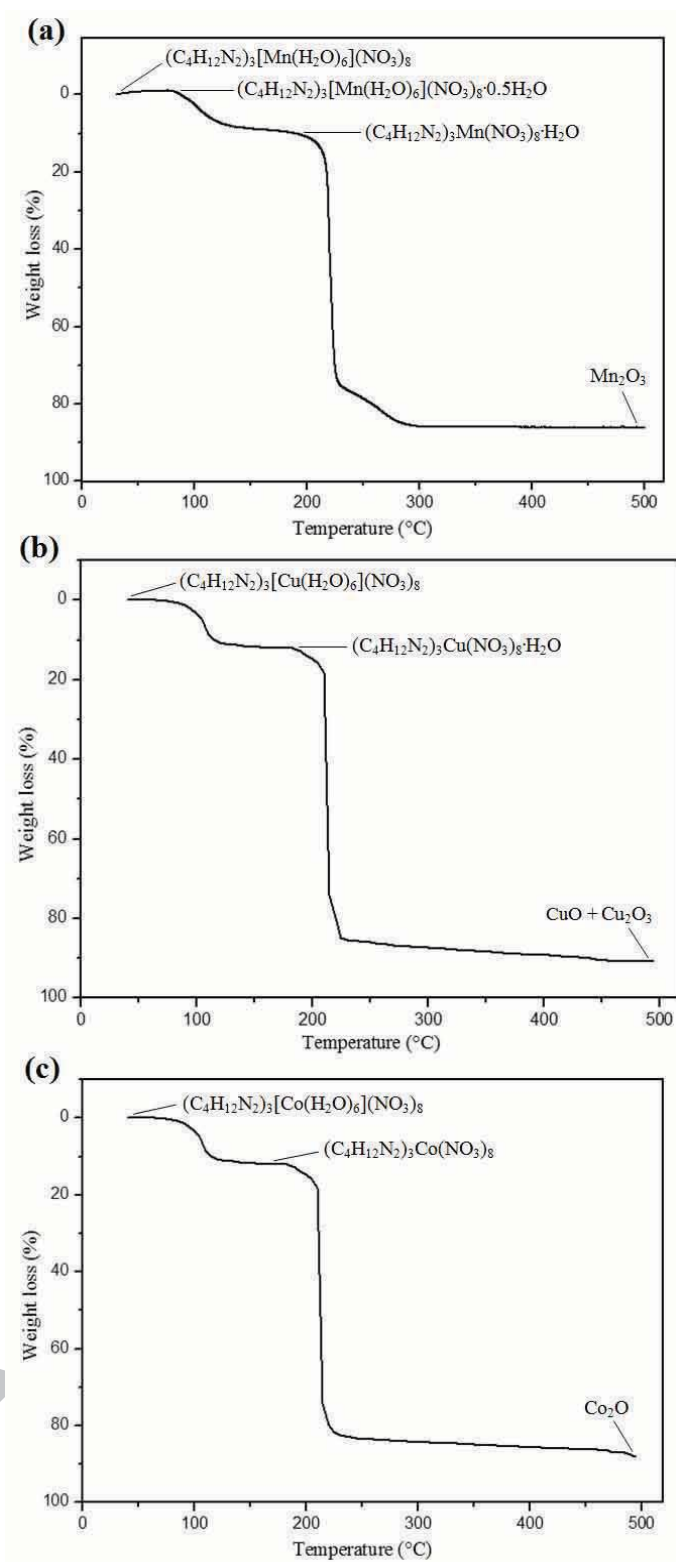 (a)
(C4H12N2)3[Mn(H2O)6](NO3)8
(C4H12N2)3[Mn(H2O)6](NO3)8·0.5H2O
(C4H12N2)3Mn(NO3)8·H2O
Mn2O3
0
20
40
60
80
100
Weight loss (%)
0 100 200 300 400 500
Temperature (°C)
(b)
(C4H12N2)3[Cu(H2O)6](NO3)8
(C4H12N2)3Cu(NO3)8·H2O
CuO + Cu2O3
0
20
40
60
80
100
Weight loss (%)
0 100 200 300 400 500
Temperature (°C)
(c)
(C4H12N2)3[Co(H2O)6](NO3)8
(C4H12N2)3Co(NO3)8
Co2O
0
20
40
60
80
100
Weight loss (%)
0 100 200 300 400 500
Temperature (°C)